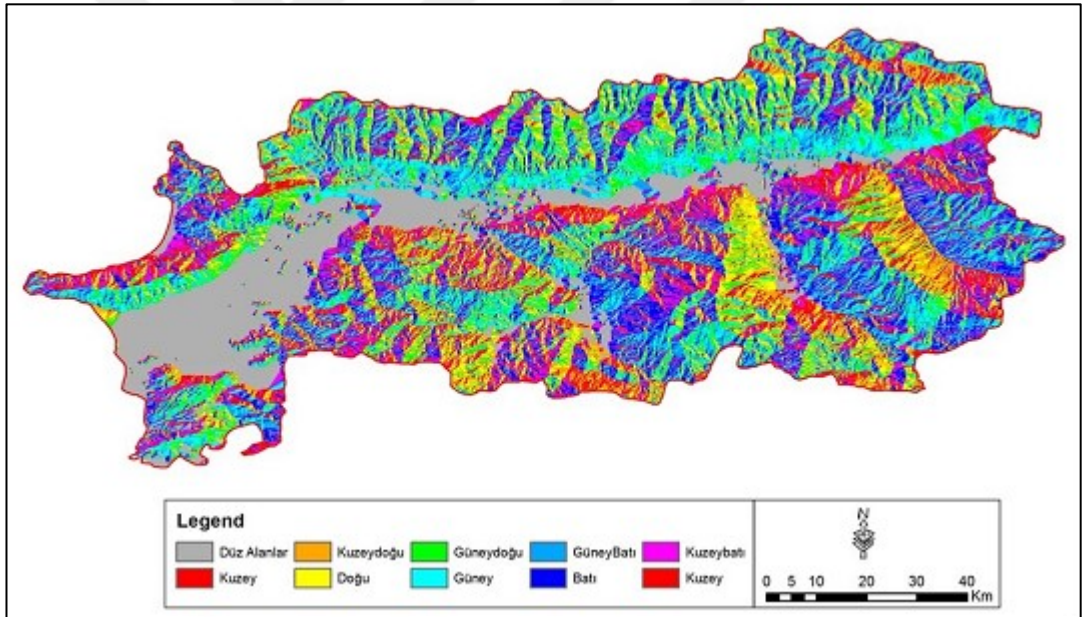 Legend
Düz Alanlar Kuzeydoğu Güneydoğu GüneyBatı Kuzeybatı
Kuzey Doğu Güney Batı Kuzey
N
0 5 10 20 30 40
Km